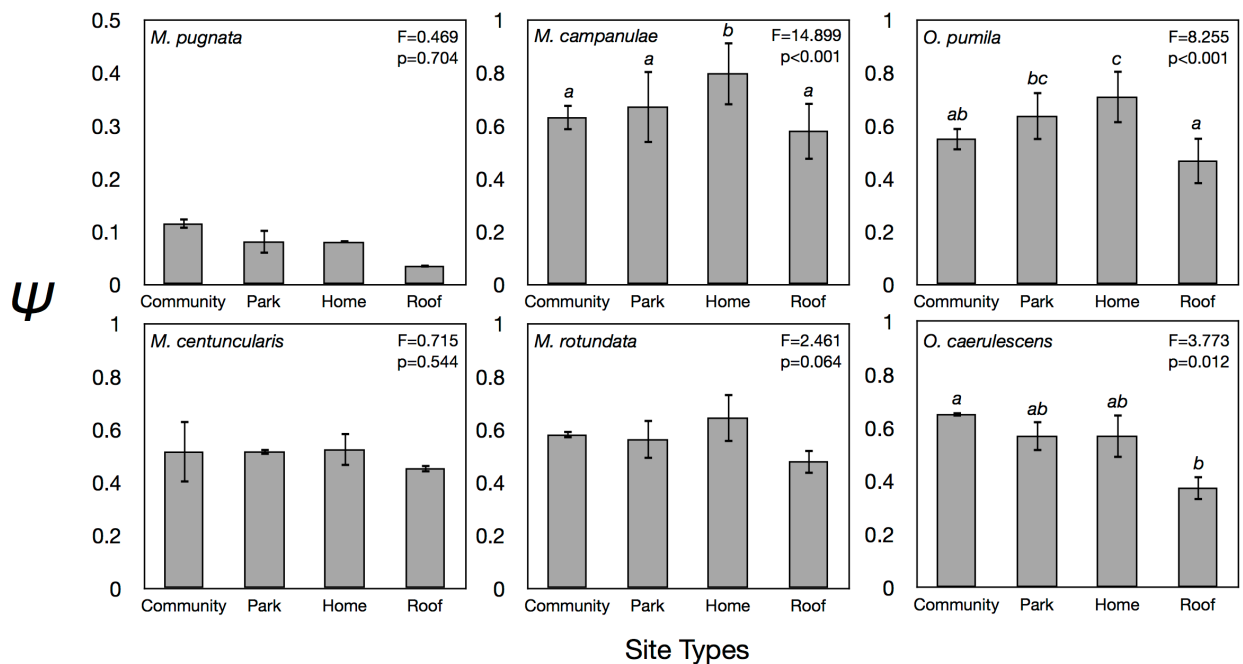 M. pugnata
F=0.469
p=0.704
0.5
0.4
0.3
0.2
0.1
0
Community Park Home Roof
M. campanulae
F=14.899
p<0.001
1
0.8
0.6
0.4
0.2
0
a a b a
Community Park Home Roof
O. pumila
F=8.255
p<0.001
1
0.8
0.6
0.4
0.2
0
ab bc c a
Community Park Home Roof
ψ
M. centuncularis
F=0.715
p=0.544
1
0.8
0.6
0.4
0.2
0
Community Park Home Roof
M. rotundata
F=2.461
p=0.064
1
0.8
0.6
0.4
0.2
0
Community Park Home Roof
O. caerulescens
F=3.773
p=0.012
1
0.8
0.6
0.4
0.2
0
a ab ab b
Community Park Home Roof
Site Types